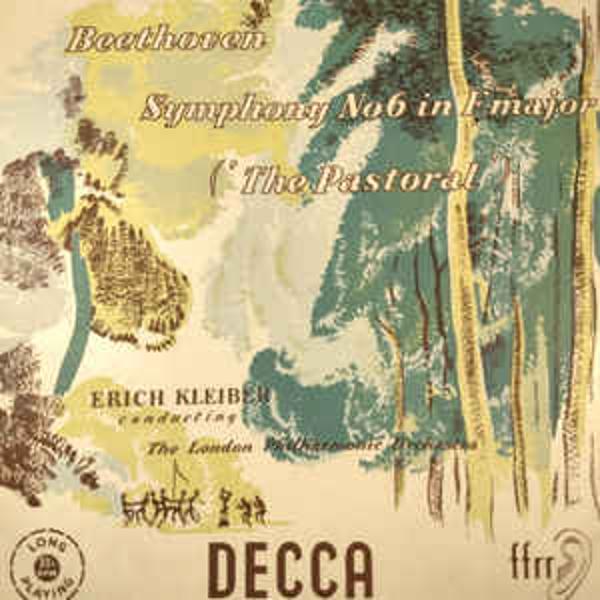 Beethoven
Symphony No6 in F major
("The Pastoral")
ERICH KLEIBER
conducting
The London Philharmonic Orchestra
LONG
PLAYING
DECCA
ffrr